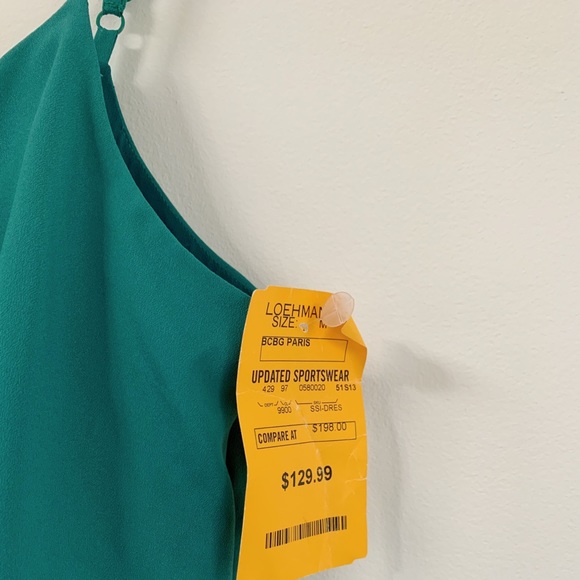 LOEHMAN
SIZE: M
BCBG PARIS
UPDATED SPORTSWEAR
429 97 0580020 51S13
9900 SSI-DRES
COMPARE AT $198.00
$129.99